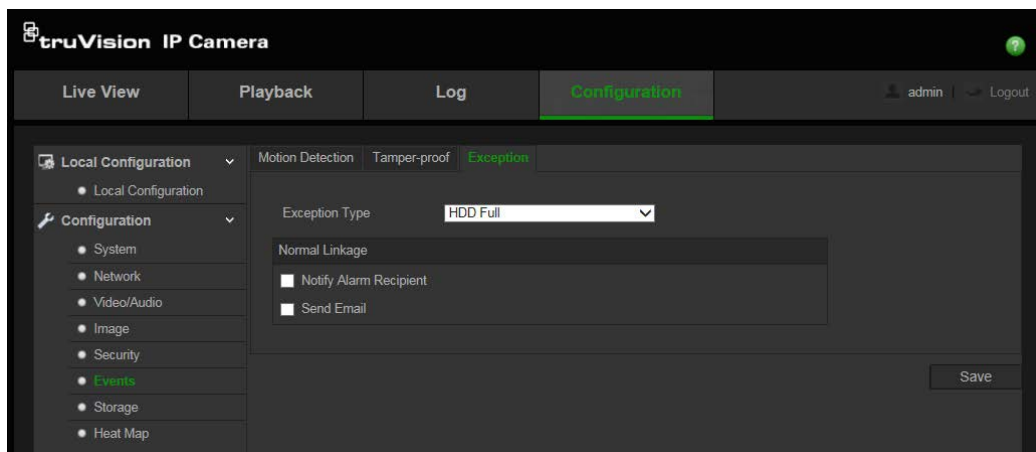 truVision IP Camera
?
Live View Playback Log Configuration admin | Logout
Local Configuration
Local Configuration
Configuration
System
Network
Video/Audio
Image
Security
Events
Storage
Heat Map
Motion Detection Tamper-proof Exception
Exception Type HDD Full
Normal Linkage
Notify Alarm Recipient
Send Email
Save